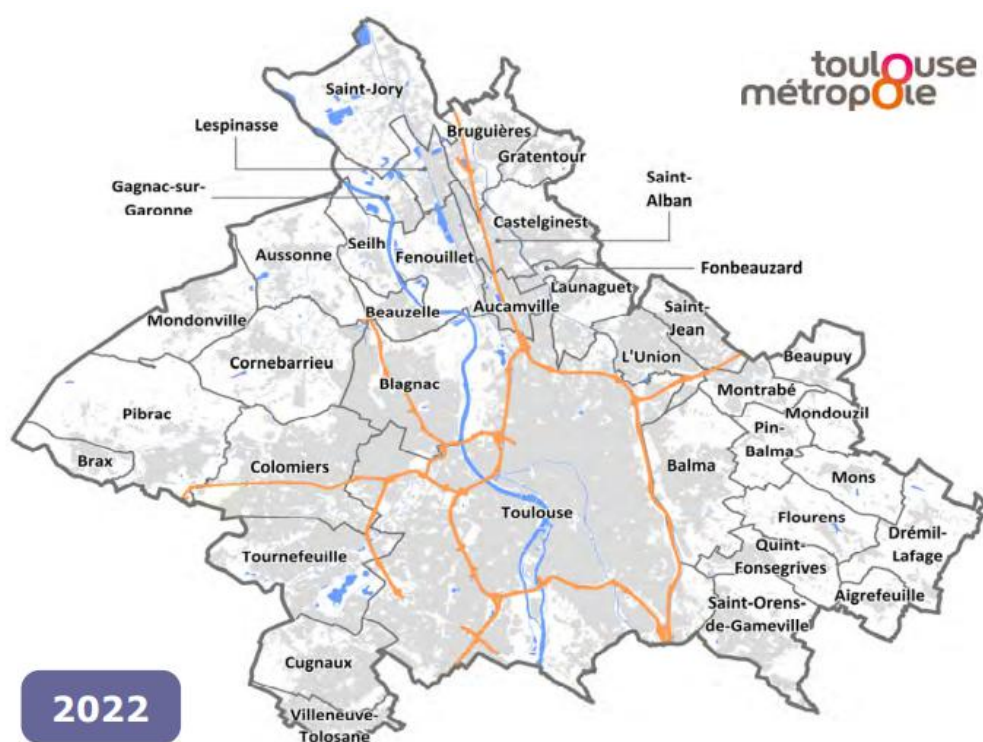 toulouse
métropole
Saint-Jory
Lespinasse
Bruguières
Gratentour
Gagnac-sur-
Garonne
Saint-
Alban
Castelginest
Seilh
Fenouillet
Aussonne
Fonbeauzard
Launaguet
Beauzelle
Aucamville
Saint-
Jean
Mondonville
Cornebarrieu
L'Union
Beaupuy
Blagnac
Montrabé
Pibrac
Mondouzil
Pin-
Balma
Brax
Colomiers
Balma
Mons
Toulouse
Flourens
Drémil-
Lafage
Tournefeuille
Quint-
Fonsegrives
Aigrefeuille
Saint-Orens-
de-Gameville
Cugnaux
Villeneuve-
Tolosane
2022